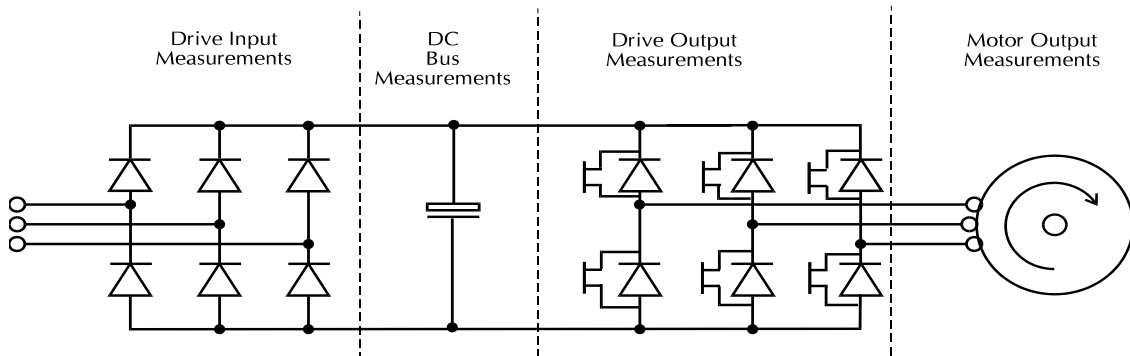 Drive Input
Measurements
DC
Bus
Measurements
Drive Output
Measurements
Motor Output
Measurements